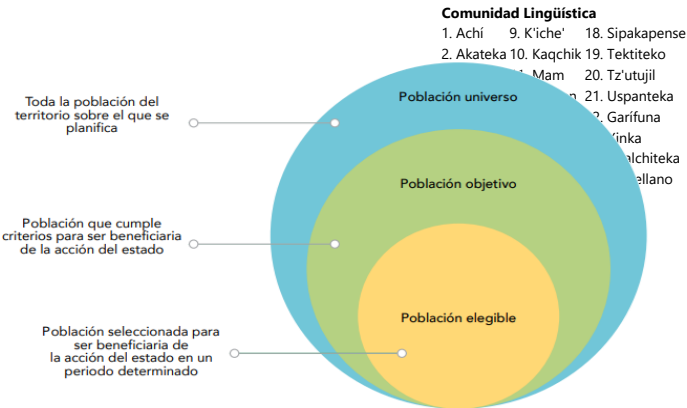 Comunidad Lingüística
1. Achí 9. K'iche' 18. Sipakapense
2. Akateka 10. Kaqchik 19. Tektiteko
Mam 20. Tz'utujil
21. Uspanteka
Garífuna
Población universo
Toda la población del
territorio sobre el que se
planifica
Población objetivo
Población que cumple
criterios para ser beneficiaria
de la acción del estado
Población elegible
Población seleccionada para
ser beneficiaria de
la acción del estado en un
periodo determinado